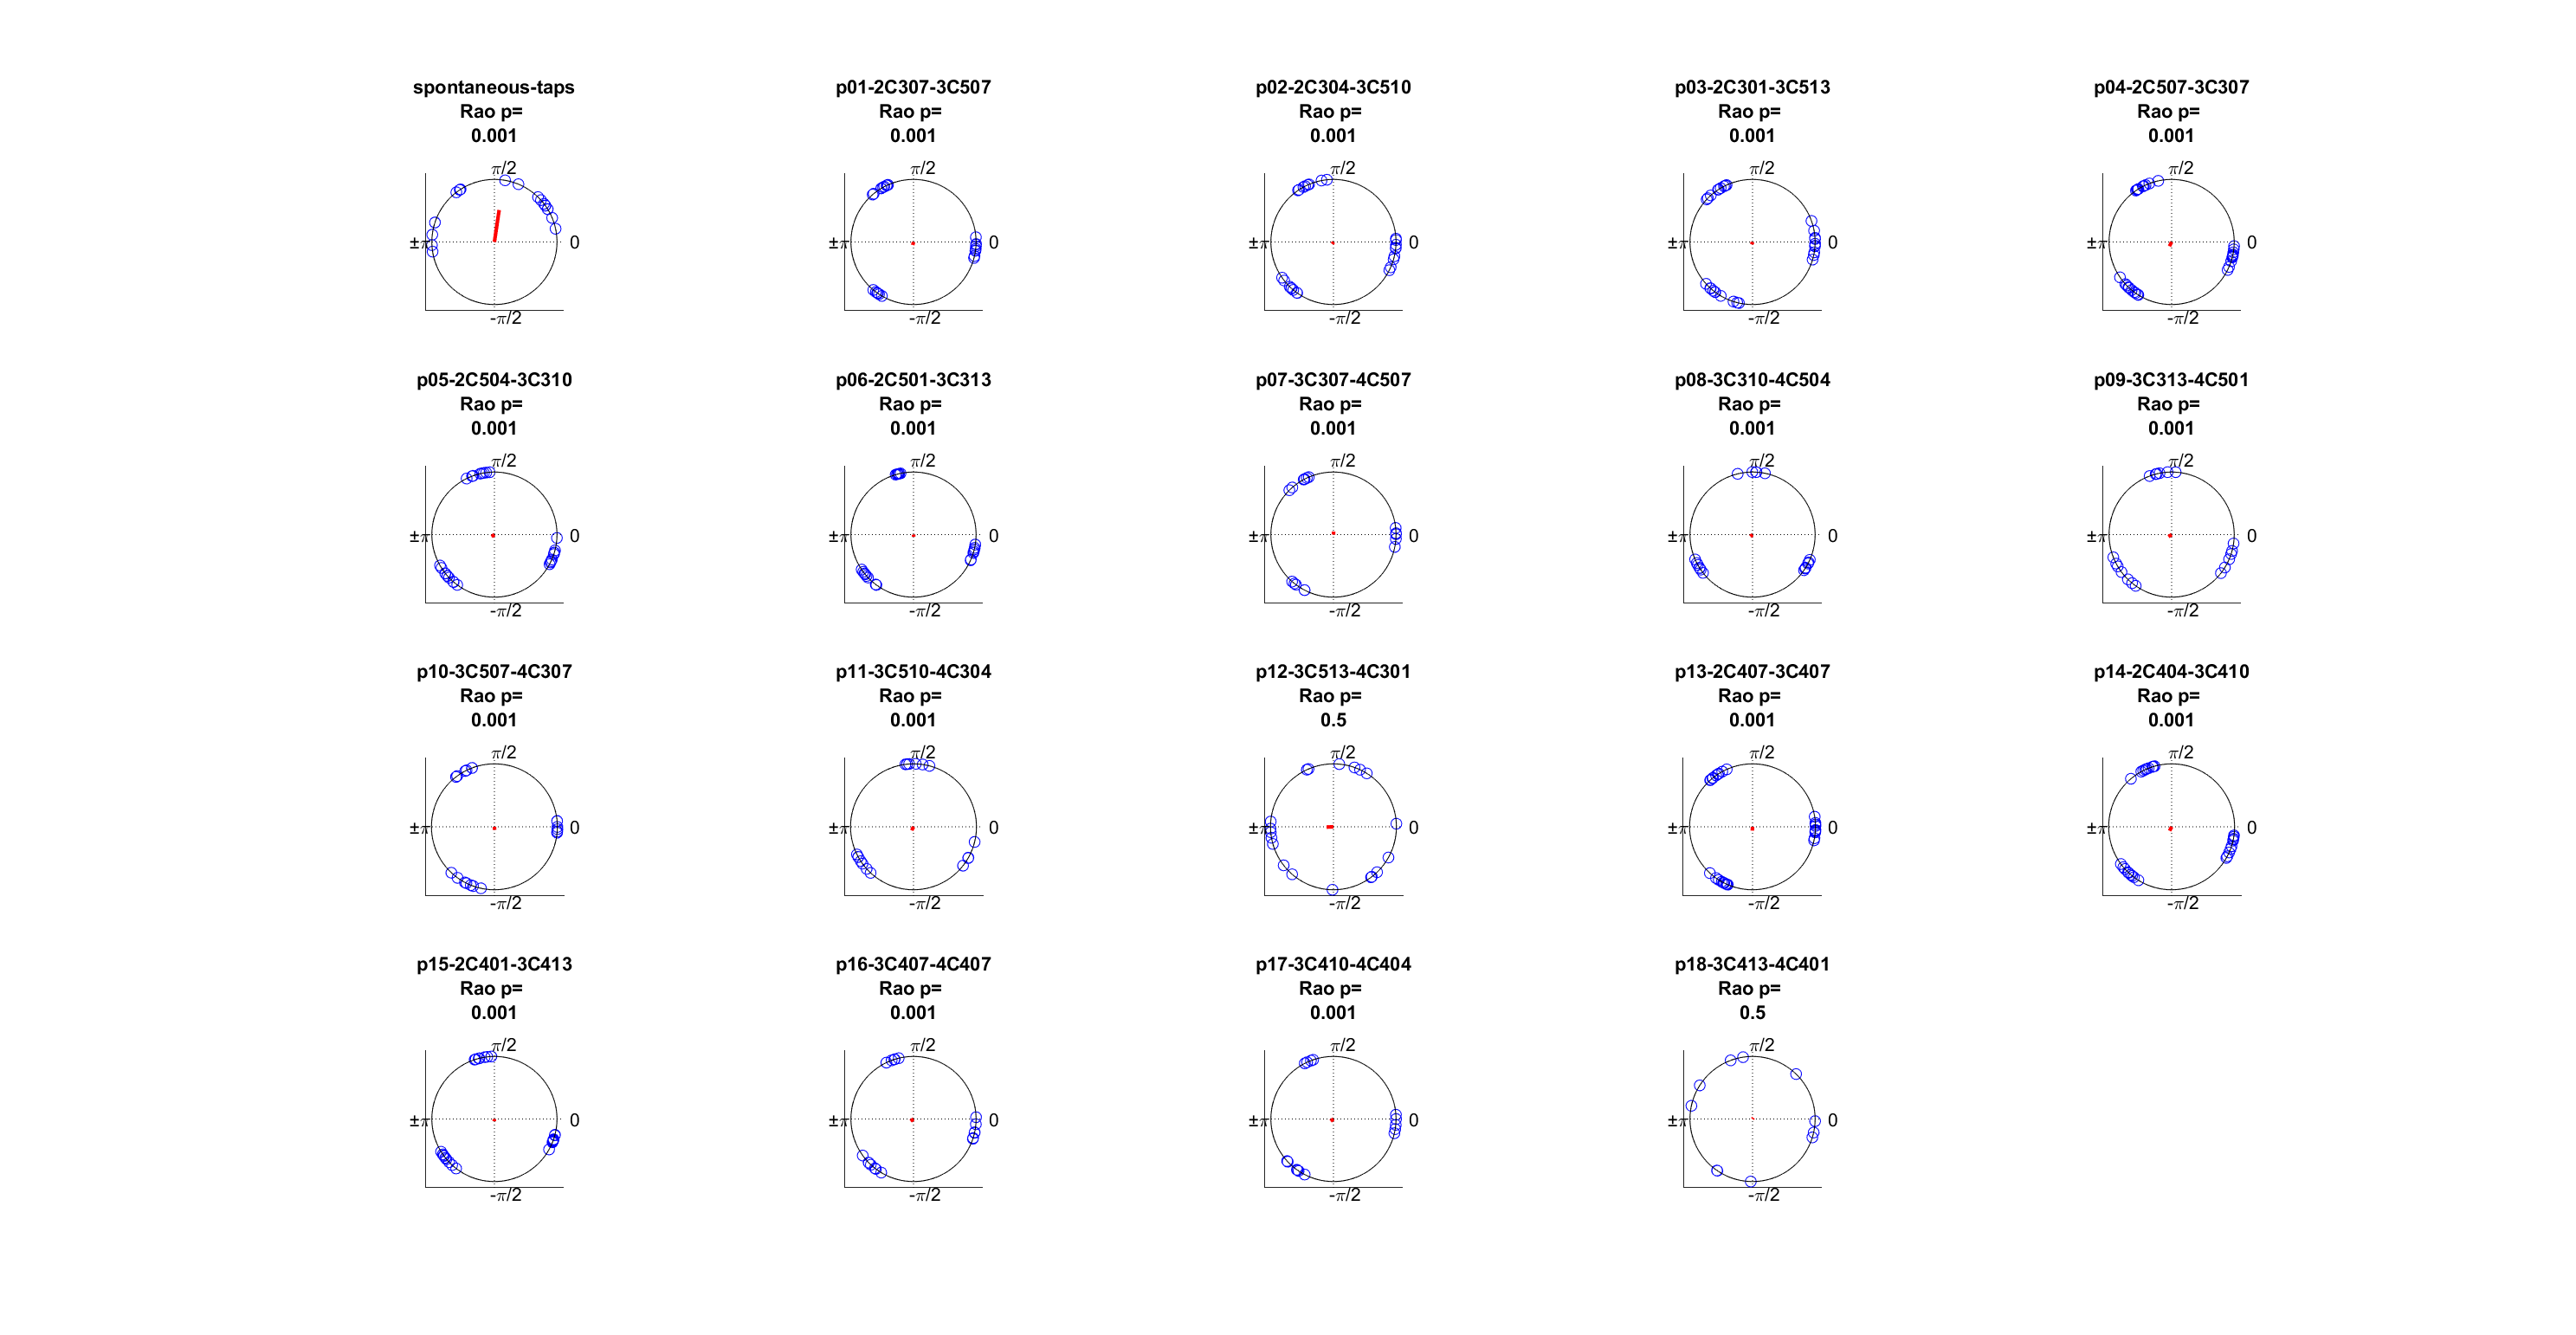 spontaneous-taps
Rao p=
0.001
π/2
±π
0
-π/2
p01-2C307-3C507
Rao p=
0.001
π/2
±π
0
-π/2
p02-2C304-3C510
Rao p=
0.001
π/2
±π
0
-π/2
p03-2C301-3C513
Rao p=
0.001
π/2
±π
0
-π/2
p04-2C507-3C307
Rao p=
0.001
π/2
±π
0
-π/2
p05-2C504-3C310
Rao p=
0.001
π/2
±π
0
-π/2
p06-2C501-3C313
Rao p=
0.001
π/2
±π
0
-π/2
p07-3C307-4C507
Rao p=
0.001
π/2
±π
0
-π/2
p08-3C310-4C504
Rao p=
0.001
π/2
±π
0
-π/2
p09-3C313-4C501
Rao p=
0.001
π/2
±π
0
-π/2
p10-3C507-4C307
Rao p=
0.001
π/2
±π
0
-π/2
p11-3C510-4C304
Rao p=
0.001
π/2
±π
0
-π/2
p12-3C513-4C301
Rao p=
0.5
π/2
±π
0
-π/2
p13-2C407-3C407
Rao p=
0.001
π/2
±π
0
-π/2
p14-2C404-3C410
Rao p=
0.001
π/2
±π
0
-π/2
p15-2C401-3C413
Rao p=
0.001
π/2
±π
0
-π/2
p16-3C407-4C407
Rao p=
0.001
π/2
±π
0
-π/2
p17-3C410-4C404
Rao p=
0.001
π/2
±π
0
-π/2
p18-3C413-4C401
Rao p=
0.5
π/2
±π
0
-π/2